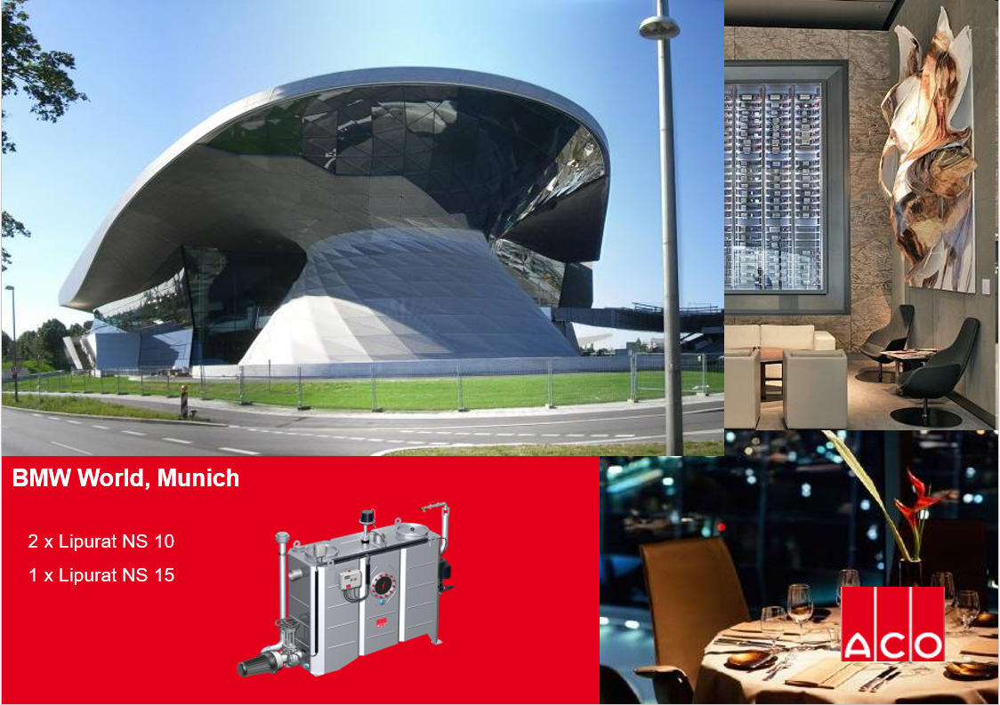 BMW World, Munich
2 x Lipurat NS 10
1 x Lipurat NS 15
ACO